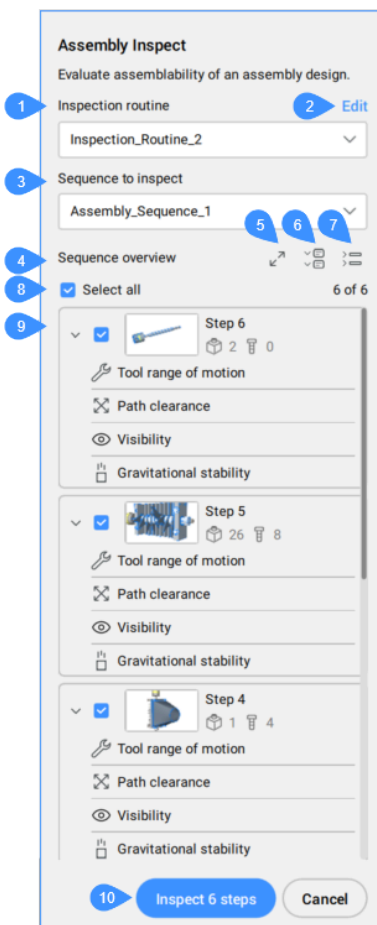 Assembly Inspect
Evaluate assemblability of an assembly design.
1 Inspection routine 2 Edit
Inspection_Routine_2
3 Sequence to inspect
Assembly_Sequence_1
5 6 7
4 Sequence overview
8 Select all 6 of 6
9 Step 6
2 0
Tool range of motion
Path clearance
Visibility
Gravitational stability
Step 5
26 8
Tool range of motion
Path clearance
Visibility
Gravitational stability
Step 4
1 4
Tool range of motion
Path clearance
Visibility
Gravitational stability
10 Inspect 6 steps Cancel